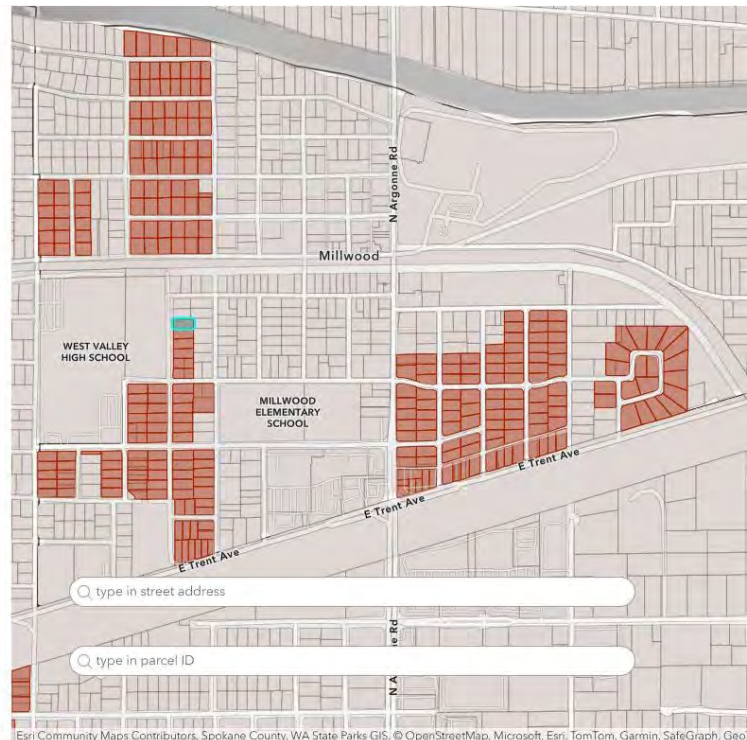 N Argonne Rd
Millwood
WEST VALLEY
HIGH SCHOOL
MILLWOOD
ELEMENTARY
SCHOOL
E Trent Ave
E Trent Ave
E Trent Ave
type in street address
type in parcel ID
Esri Community Maps Contributors, Spokane County, WA State Parks GIS, © OpenStreetMap, Microsoft, Esri, TomTom, Garmin, SafeGraph, Geo